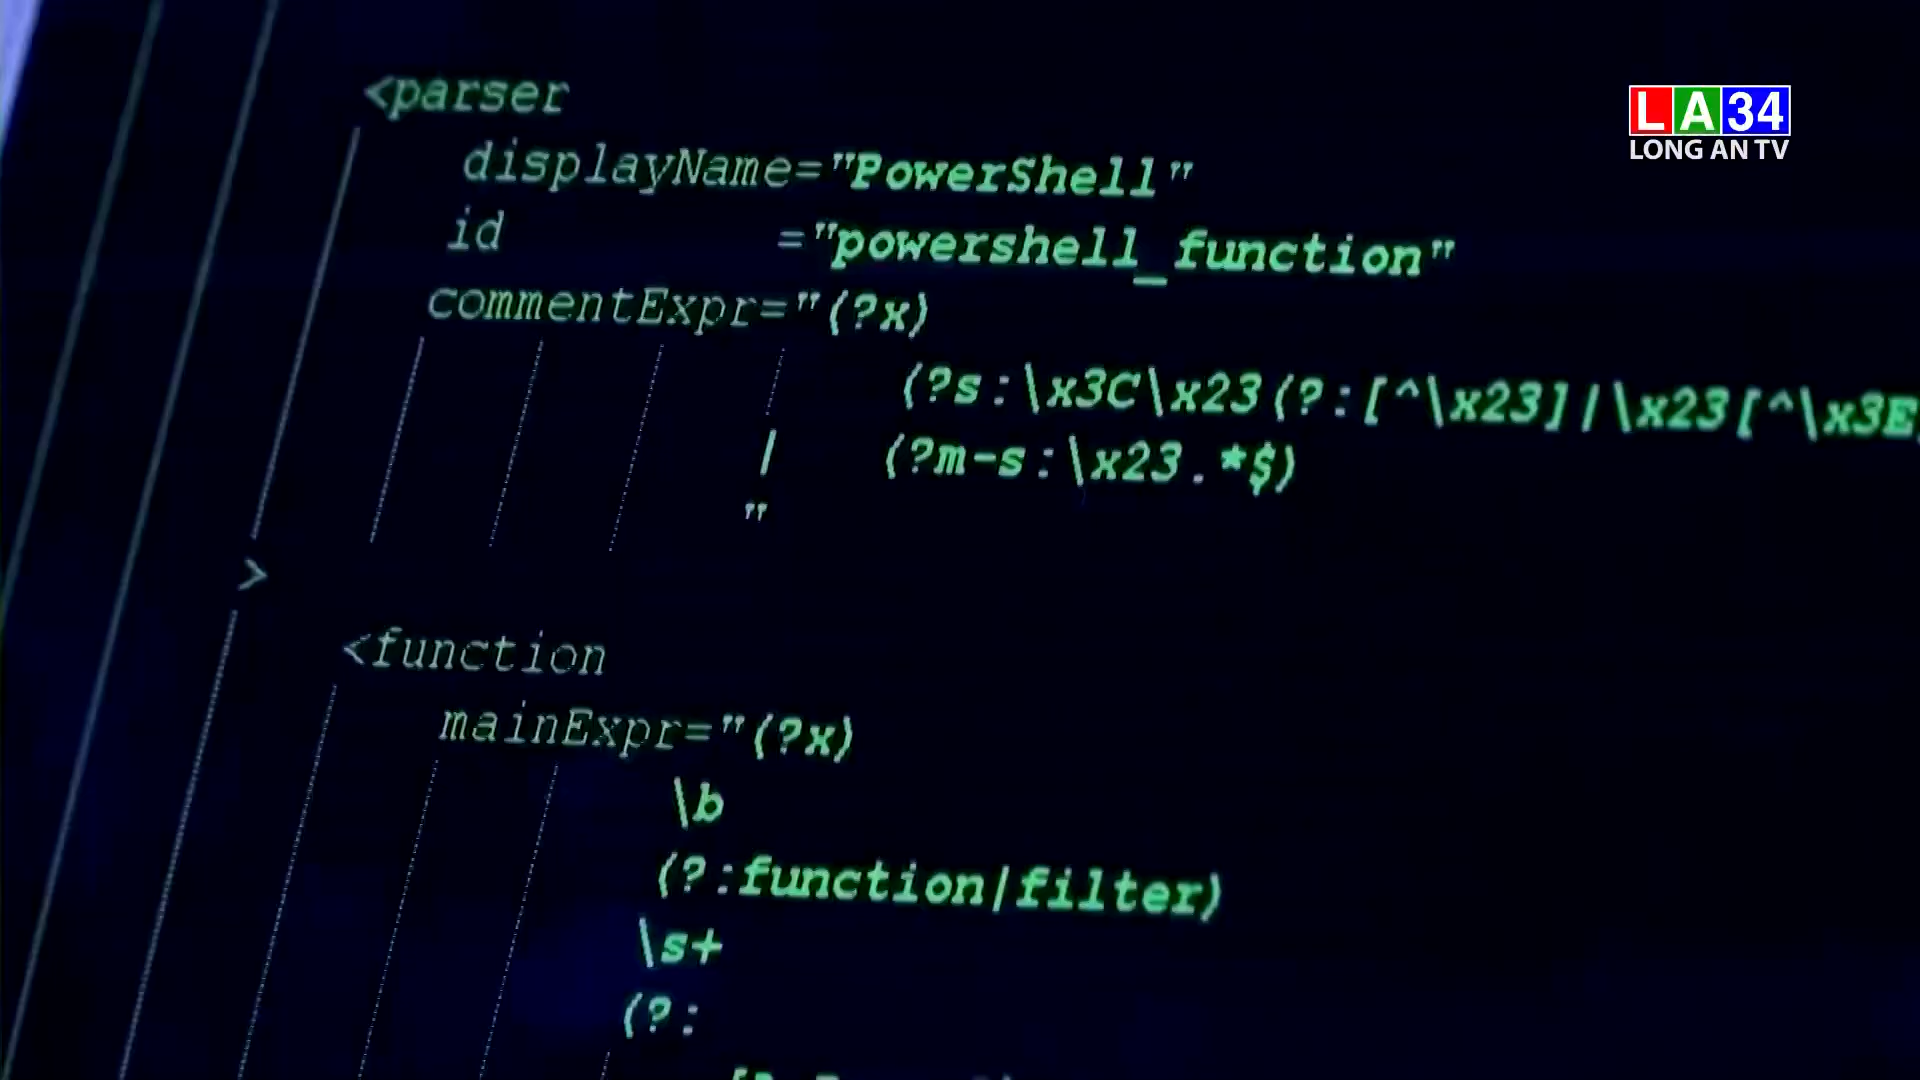 <parser
displayName="PowerShell"
id ="powershell_function"
commentExpr="(?x)
(?s:\x3C\x23(?:[^\x23]|\x23[^\x3E
| (?m-s:\x23.*$)
"
>
<function
mainExpr="(?x)
\b
(?:function|filter)
\s+
(?:
LA34
LONG AN TV